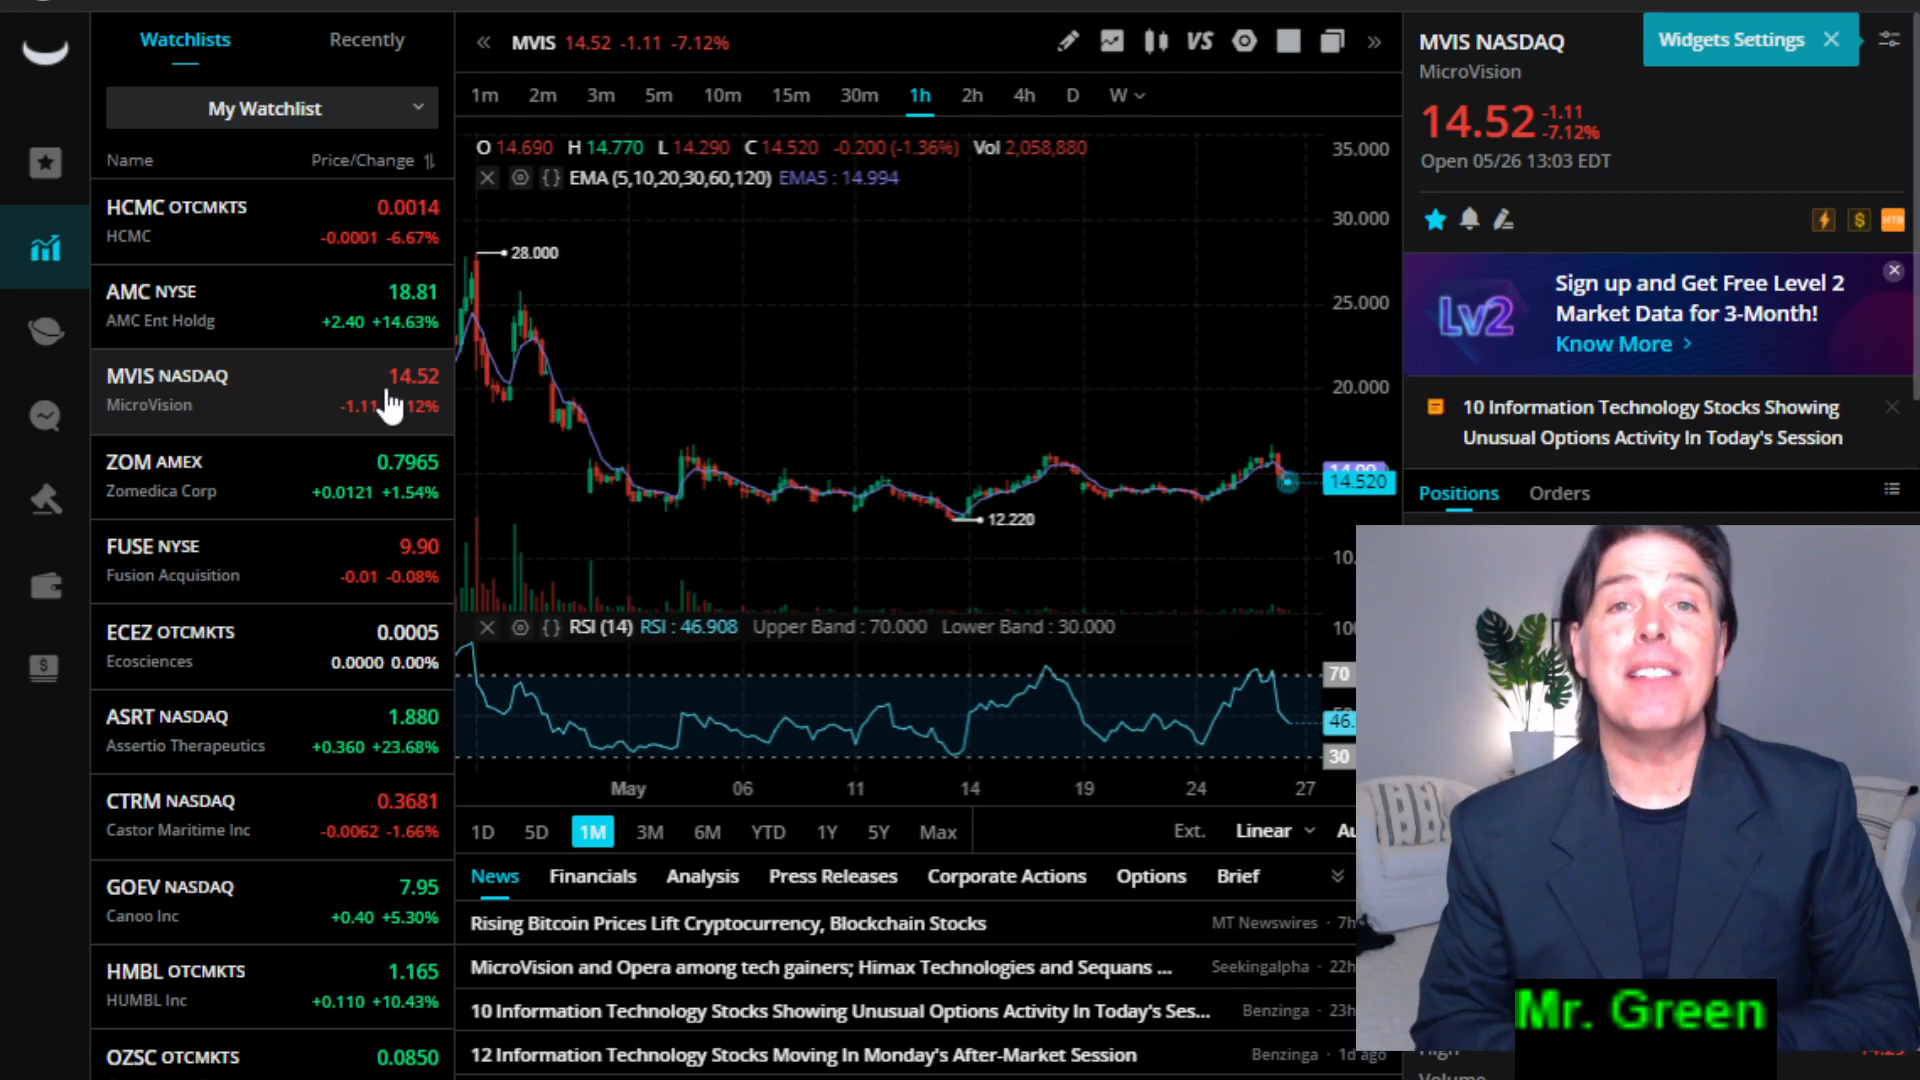 Watchlists Recently
My Watchlist
Name Price/Change
HCMC OTCMKTS 0.0014
HCMC -0.0001 -6.67%
AMC NYSE 18.81
AMC Ent Holdg +2.40 +14.63%
MVIS NASDAQ 14.52
MicroVision -1.11 12%
ZOM AMEX 0.7965
Zomedica Corp +0.0121 +1.54%
FUSE NYSE 9.90
Fusion Acquisition -0.01 -0.08%
ECEZ OTCMKTS 0.0005
Ecosciences 0.0000 0.00%
ASRT NASDAQ 1.880
Assertio Therapeutics +0.360 +23.68%
CTRM NASDAQ 0.3681
Castor Maritime Inc -0.0062 -1.66%
GOEV NASDAQ 7.95
Canoo Inc +0.40 +5.30%
HMBL OTCMKTS 1.165
HUMBL Inc +0.110 +10.43%
OZSC OTCMKTS 0.0850
MVIS 14.52 -1.11 -7.12%
VS
1m 2m 3m 5m 10m 15m 30m 1h 2h 4h D W
O 14.690 H 14.770 L 14.290 C 14.520 -0.200 (-1.36%) Vol 2,058,880
EMA (5,10,20,30,60,120) EMA5 : 14.994
35.000
30.000
28.000
25.000
20.000
14.520
12.220
10.
RSI (14) RSI : 46.908 Upper Band : 70.000 Lower Band : 30.000
100
70
46.
30
May 06 11 14 19 24 27
1D 5D 1M 3M 6M YTD 1Y 5Y Max Ext. Linear Au
News Financials Analysis Press Releases Corporate Actions Options Brief
Rising Bitcoin Prices Lift Cryptocurrency, Blockchain Stocks MT Newswires · 7h
MicroVision and Opera among tech gainers; Himax Technologies and Sequans ... Seekingalpha · 22h
10 Information Technology Stocks Showing Unusual Options Activity In Today's Ses... Benzinga · 23h
12 Information Technology Stocks Moving In Monday's After-Market Session Benzinga · 1d ago
MVIS NASDAQ
MicroVision
Widgets Settings
14.52 -1.11
-7.12%
Open 05/26 13:03 EDT
HTB
Lv2
Sign up and Get Free Level 2
Market Data for 3-Month!
Know More >
10 Information Technology Stocks Showing
Unusual Options Activity In Today's Session
Positions Orders
Mr. Green